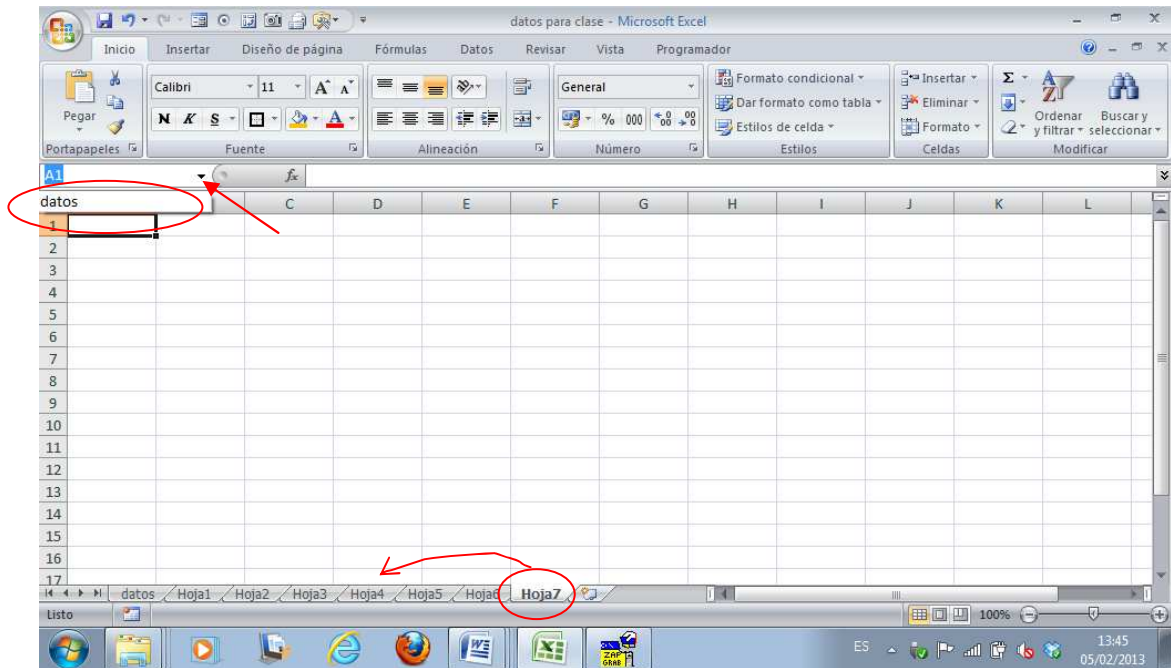 datos para clase - Microsoft Excel
Inicio Insertar Diseño de página Fórmulas Datos Revisar Vista Programador
Pegar
Calibri 11 A A
N K S A
General
% 000
Formato condicional
Dar formato como tabla
Estilos de celda
Insertar
Eliminar
Formato
Σ
Ordenar y filtrar
Buscar y seleccionar
Portapapeles Fuente Alineación Número Estilos Celdas Modificar
A1 fx
datos
C D E F G H I J K L
1
2
3
4
5
6
7
8
9
10
11
12
13
14
15
16
17
datos Hoja1 Hoja2 Hoja3 Hoja4 Hoja5 Hoja6 Hoja7
Listo 100%
ZAP GRAB
ES 13:45
05/02/2013